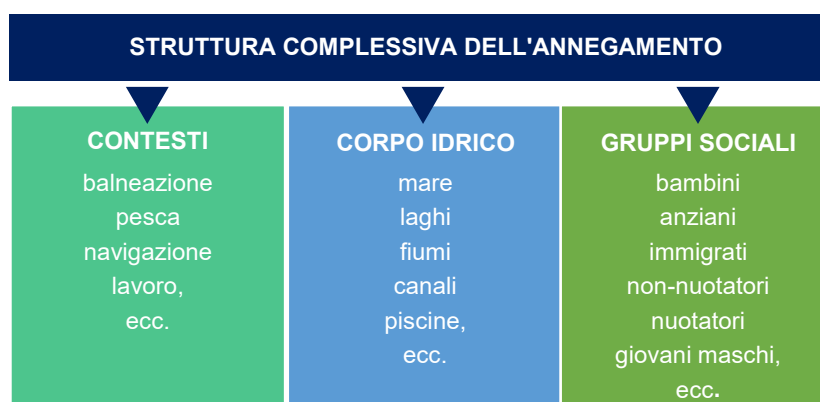 STRUTTURA COMPLESSIVA DELL'ANNEGAMENTO
CONTESTI
balneazione
pesca
navigazione
lavoro,
ecc.
CORPO IDRICO
mare
laghi
fiumi
canali
piscine,
ecc.
GRUPPI SOCIALI
bambini
anziani
immigrati
non-nuotatori
nuotatori
giovani maschi,
ecc.